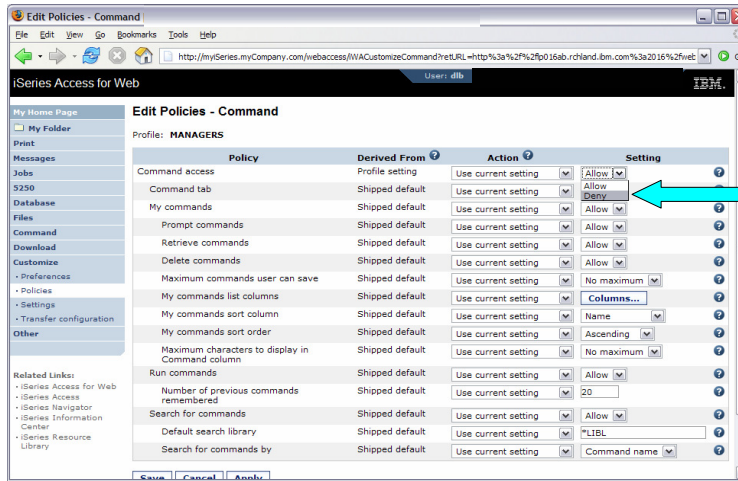 Edit Policies - Command
File Edit View Go Bookmarks Tools Help
http://myiSeries.myCompany.com/webaccess/iWACustomizeCommand?retURL=http%3a%2f%2flp016ab.rchland.ibm.com%3a2016%2fweb
iSeries Access for Web
User: dlb
IBM.
My Home Page
My Folder
Print
Messages
Jobs
5250
Database
Files
Command
Download
Customize
• Preferences
• Policies
• Settings
• Transfer configuration
Other
Related Links:
• iSeries Access for Web
• iSeries Access
• iSeries Navigator
• iSeries Information Center
• iSeries Resource Library
Edit Policies - Command
Profile: MANAGERS
Policy Derived From ? Action ? Setting
Command access Profile setting Use current setting Allow ?
Allow
Deny
Command tab Shipped default Use current setting ?
My commands Shipped default Use current setting Allow ?
Prompt commands Shipped default Use current setting Allow ?
Retrieve commands Shipped default Use current setting Allow ?
Delete commands Shipped default Use current setting Allow ?
Maximum commands user can save Shipped default Use current setting No maximum ?
My commands list columns Shipped default Use current setting Columns... ?
My commands sort column Shipped default Use current setting Name ?
My commands sort order Shipped default Use current setting Ascending ?
Maximum characters to display in Command column Shipped default Use current setting No maximum ?
Run commands Shipped default Use current setting Allow ?
Number of previous commands remembered Shipped default Use current setting 20 ?
Search for commands Shipped default Use current setting Allow ?
Default search library Shipped default Use current setting *LIBL ?
Search for commands by Shipped default Use current setting Command name ?
Save Cancel Apply